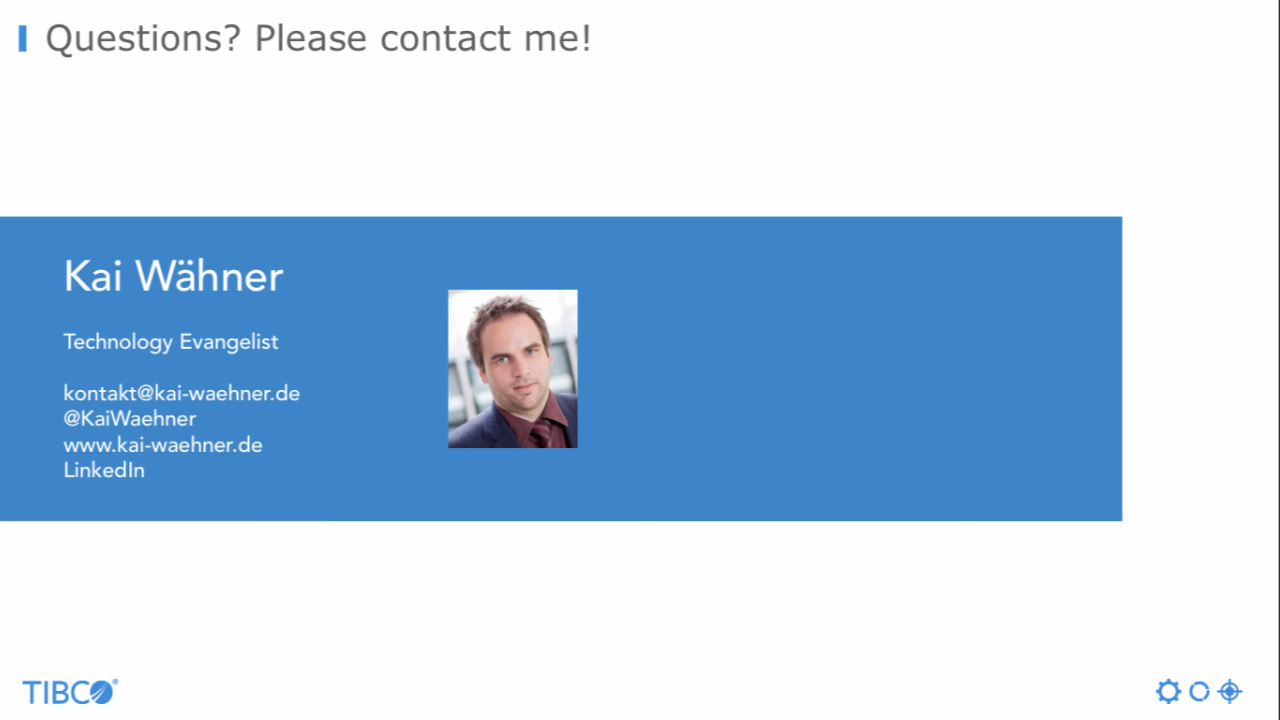 Questions? Please contact me!
Kai Wähner
Technology Evangelist
kontakt@kai-waehner.de
@KaiWaehner
www.kai-waehner.de
LinkedIn
TIBCO®